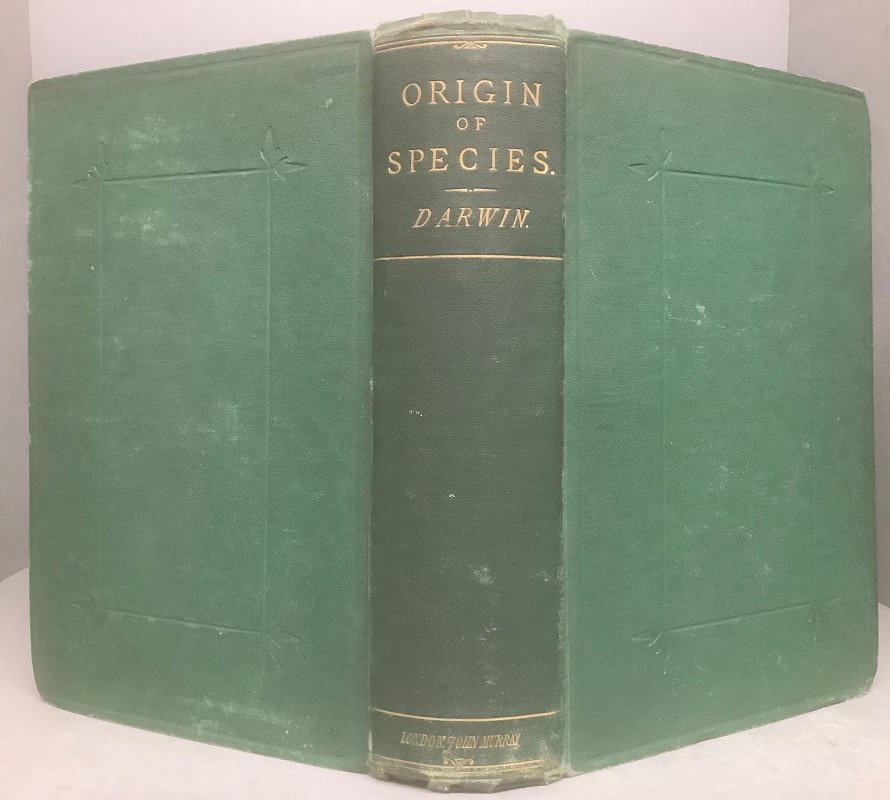 ORIGIN
OF
SPECIES.
DARWIN.
LONDON: JOHN MURRAY